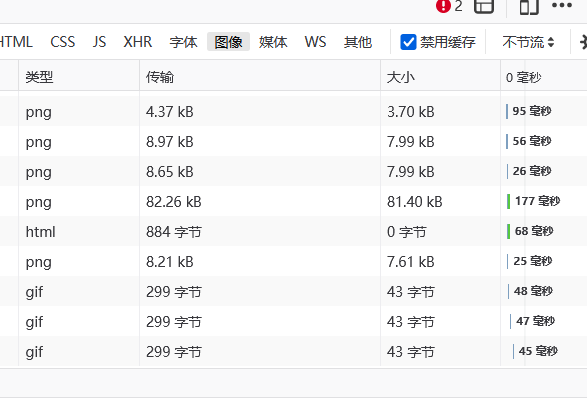 2
HTML CSS JS XHR 字体 图像 媒体 WS 其他 禁用缓存 不节流
类型 传输 大小 0 毫秒
png 4.37 kB 3.70 kB 95 毫秒
png 8.97 kB 7.99 kB 56 毫秒
png 8.65 kB 7.99 kB 26 毫秒
png 82.26 kB 81.40 kB 177 毫秒
html 884 字节 0 字节 68 毫秒
png 8.21 kB 7.61 kB 25 毫秒
gif 299 字节 43 字节 48 毫秒
gif 299 字节 43 字节 47 毫秒
gif 299 字节 43 字节 45 毫秒